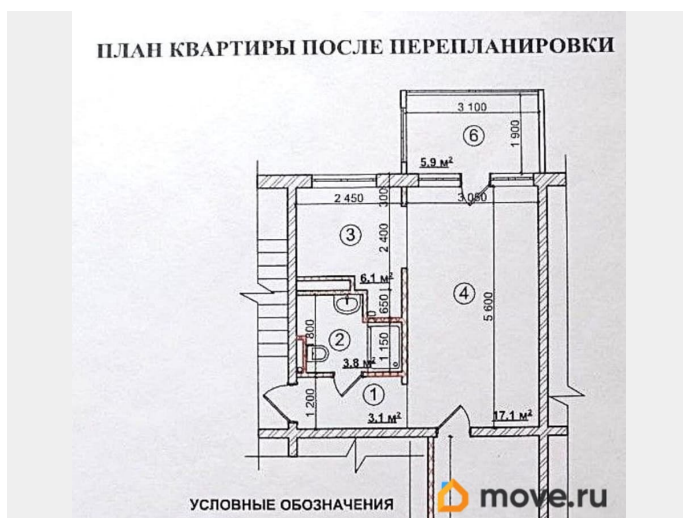 ПЛАН КВАРТИРЫ ПОСЛЕ ПЕРЕПЛАНИРОВКИ
3 100
6
1 900
5.9 м²
2 450
300
3 050
3
2 400
6.1 м²
4
5 600
650
800
2
3.8 м²
1 150
1
1 200
3.1 м²
17.1 м²
УСЛОВНЫЕ ОБОЗНАЧЕНИЯ
move.ru